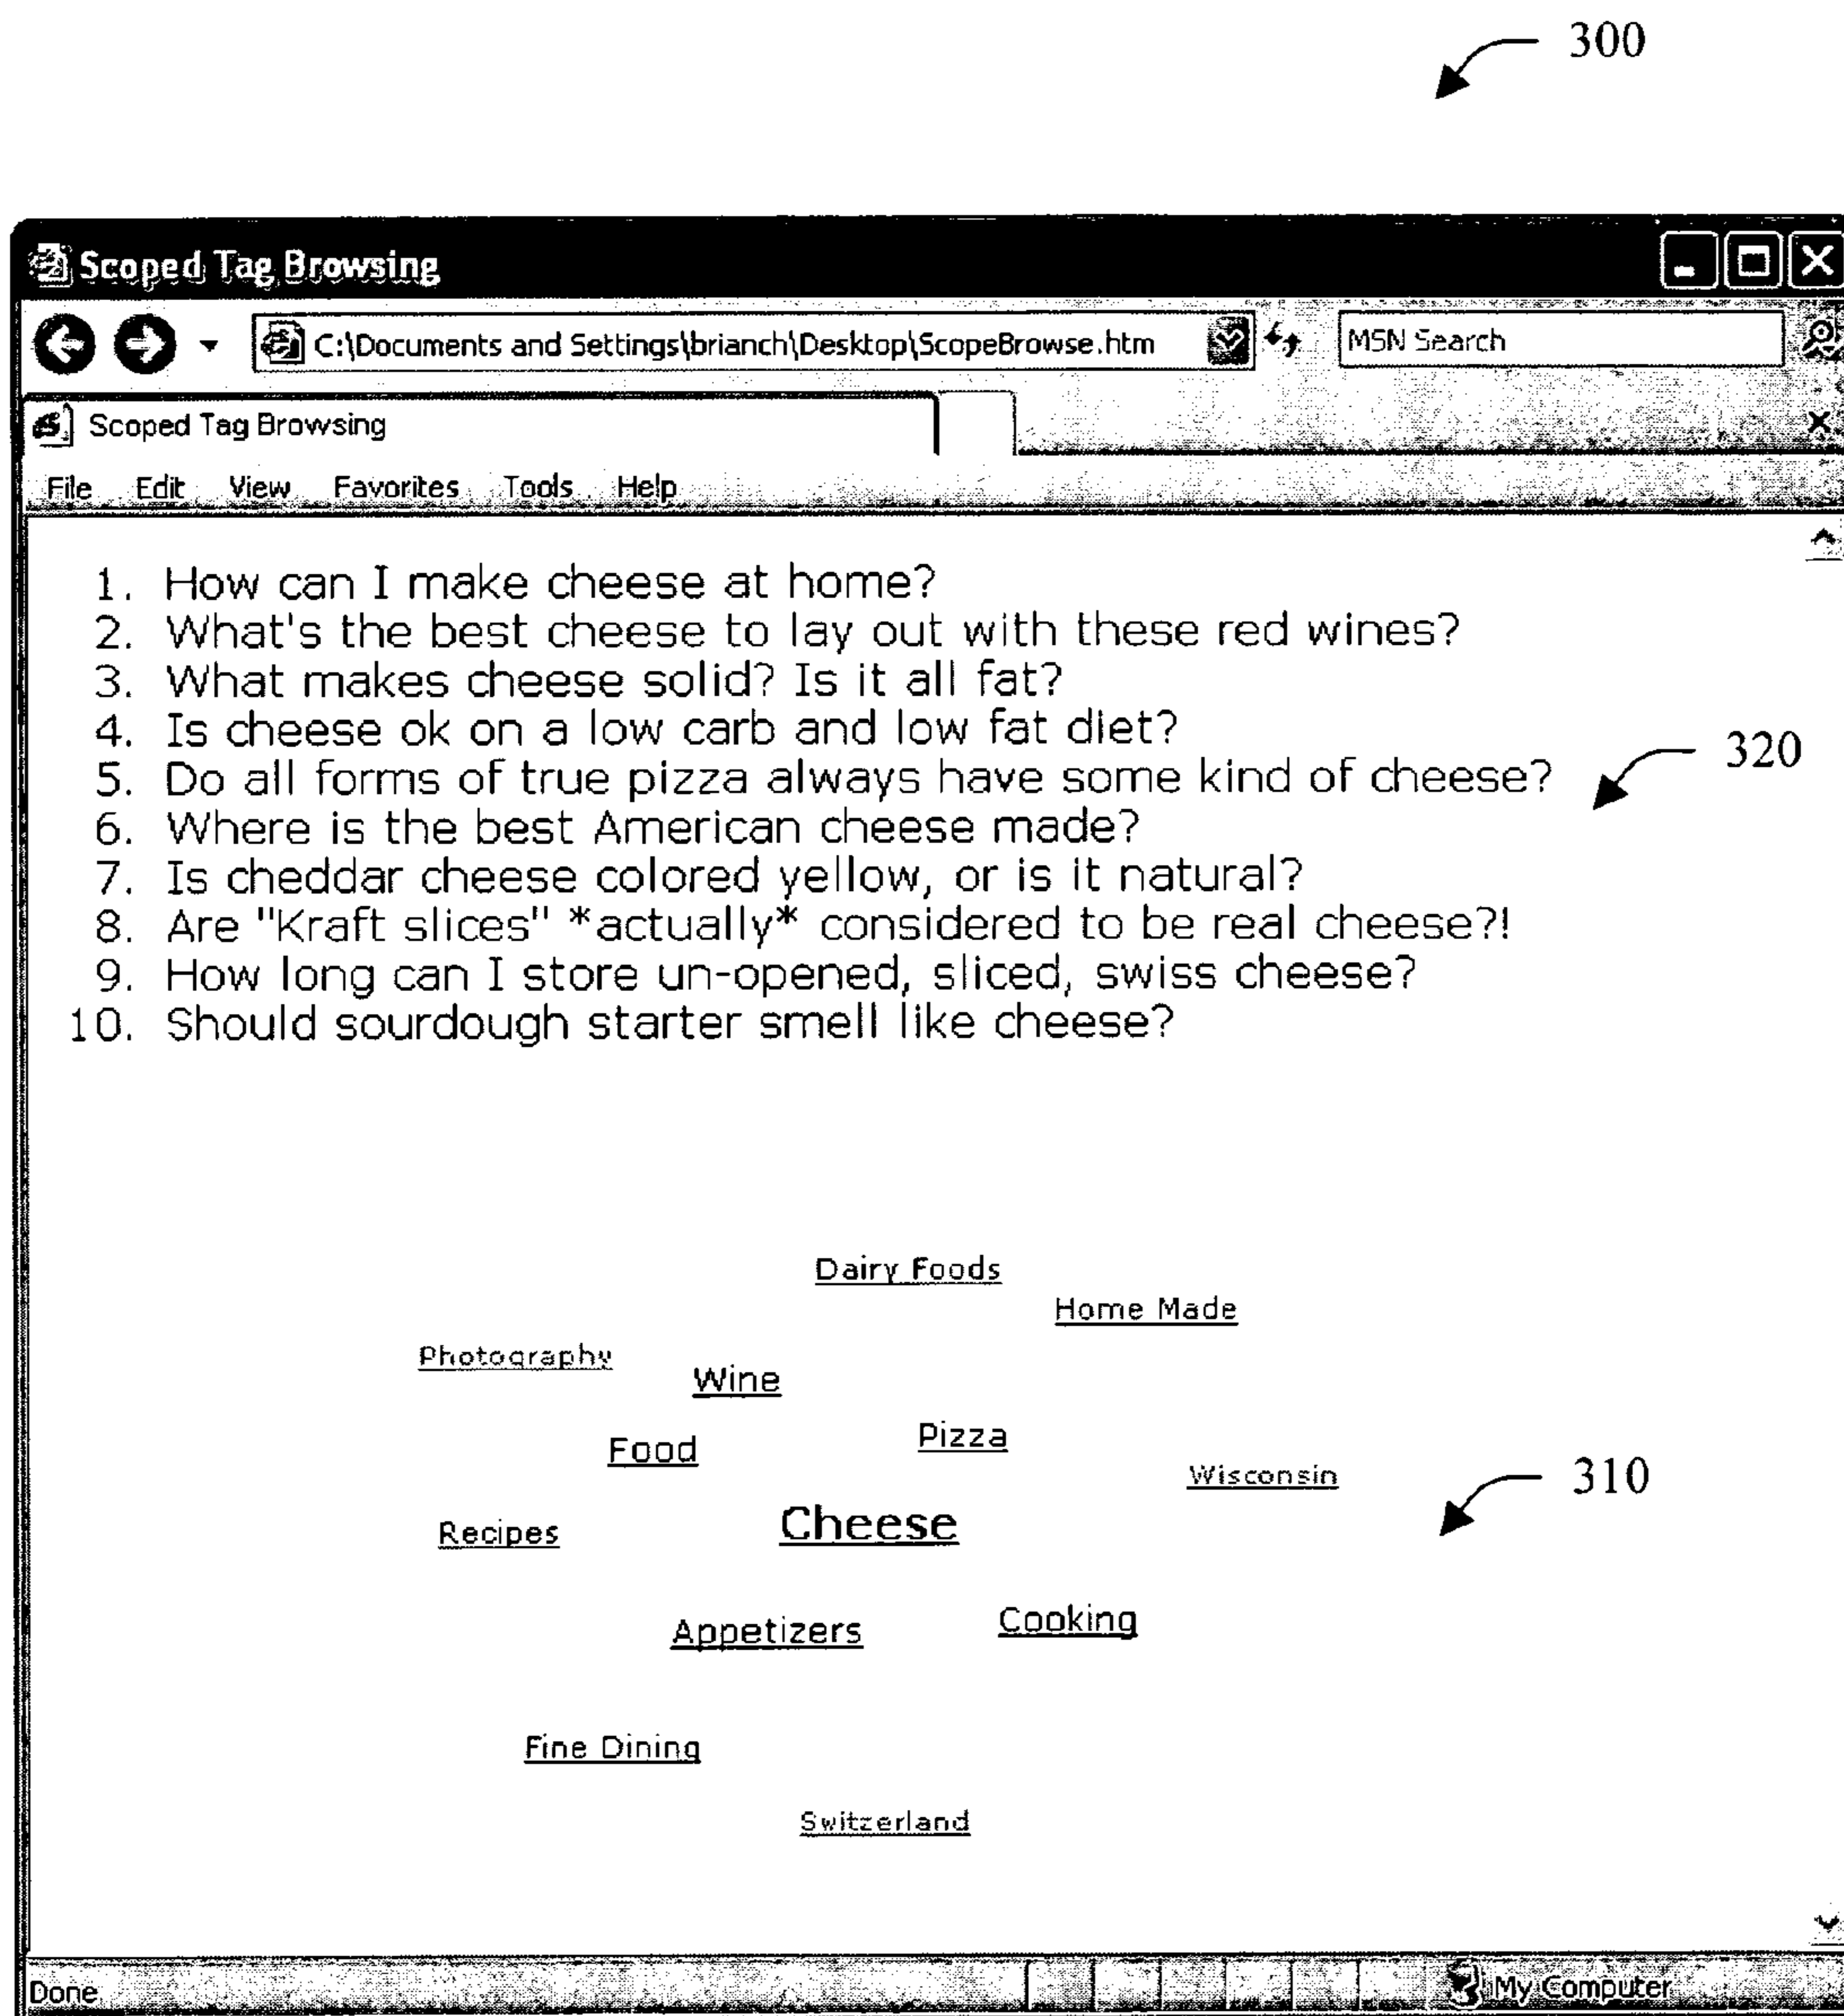 300
Scoped Tag Browsing
C:\Documents and Settings\brianch\Desktop\ScopeBrowse.htm MSN Search
Scoped Tag Browsing
File Edit View Favorites Tools Help
1. How can I make cheese at home?
2. What's the best cheese to lay out with these red wines?
3. What makes cheese solid? Is it all fat?
4. Is cheese ok on a low carb and low fat diet?
320
5. Do all forms of true pizza always have some kind of cheese?
6. Where is the best American cheese made?
7. Is cheddar cheese colored yellow, or is it natural?
8. Are "Kraft slices" *actually* considered to be real cheese?!
9. How long can I store un-opened, sliced, swiss cheese?
10. Should sourdough starter smell like cheese?
Dairy Foods
Home Made
Photography
Wine
Pizza
Food
Wisconsin
310
Cheese
Recipes
Cooking
Appetizers
Fine Dining
Switzerland
Done My Computer